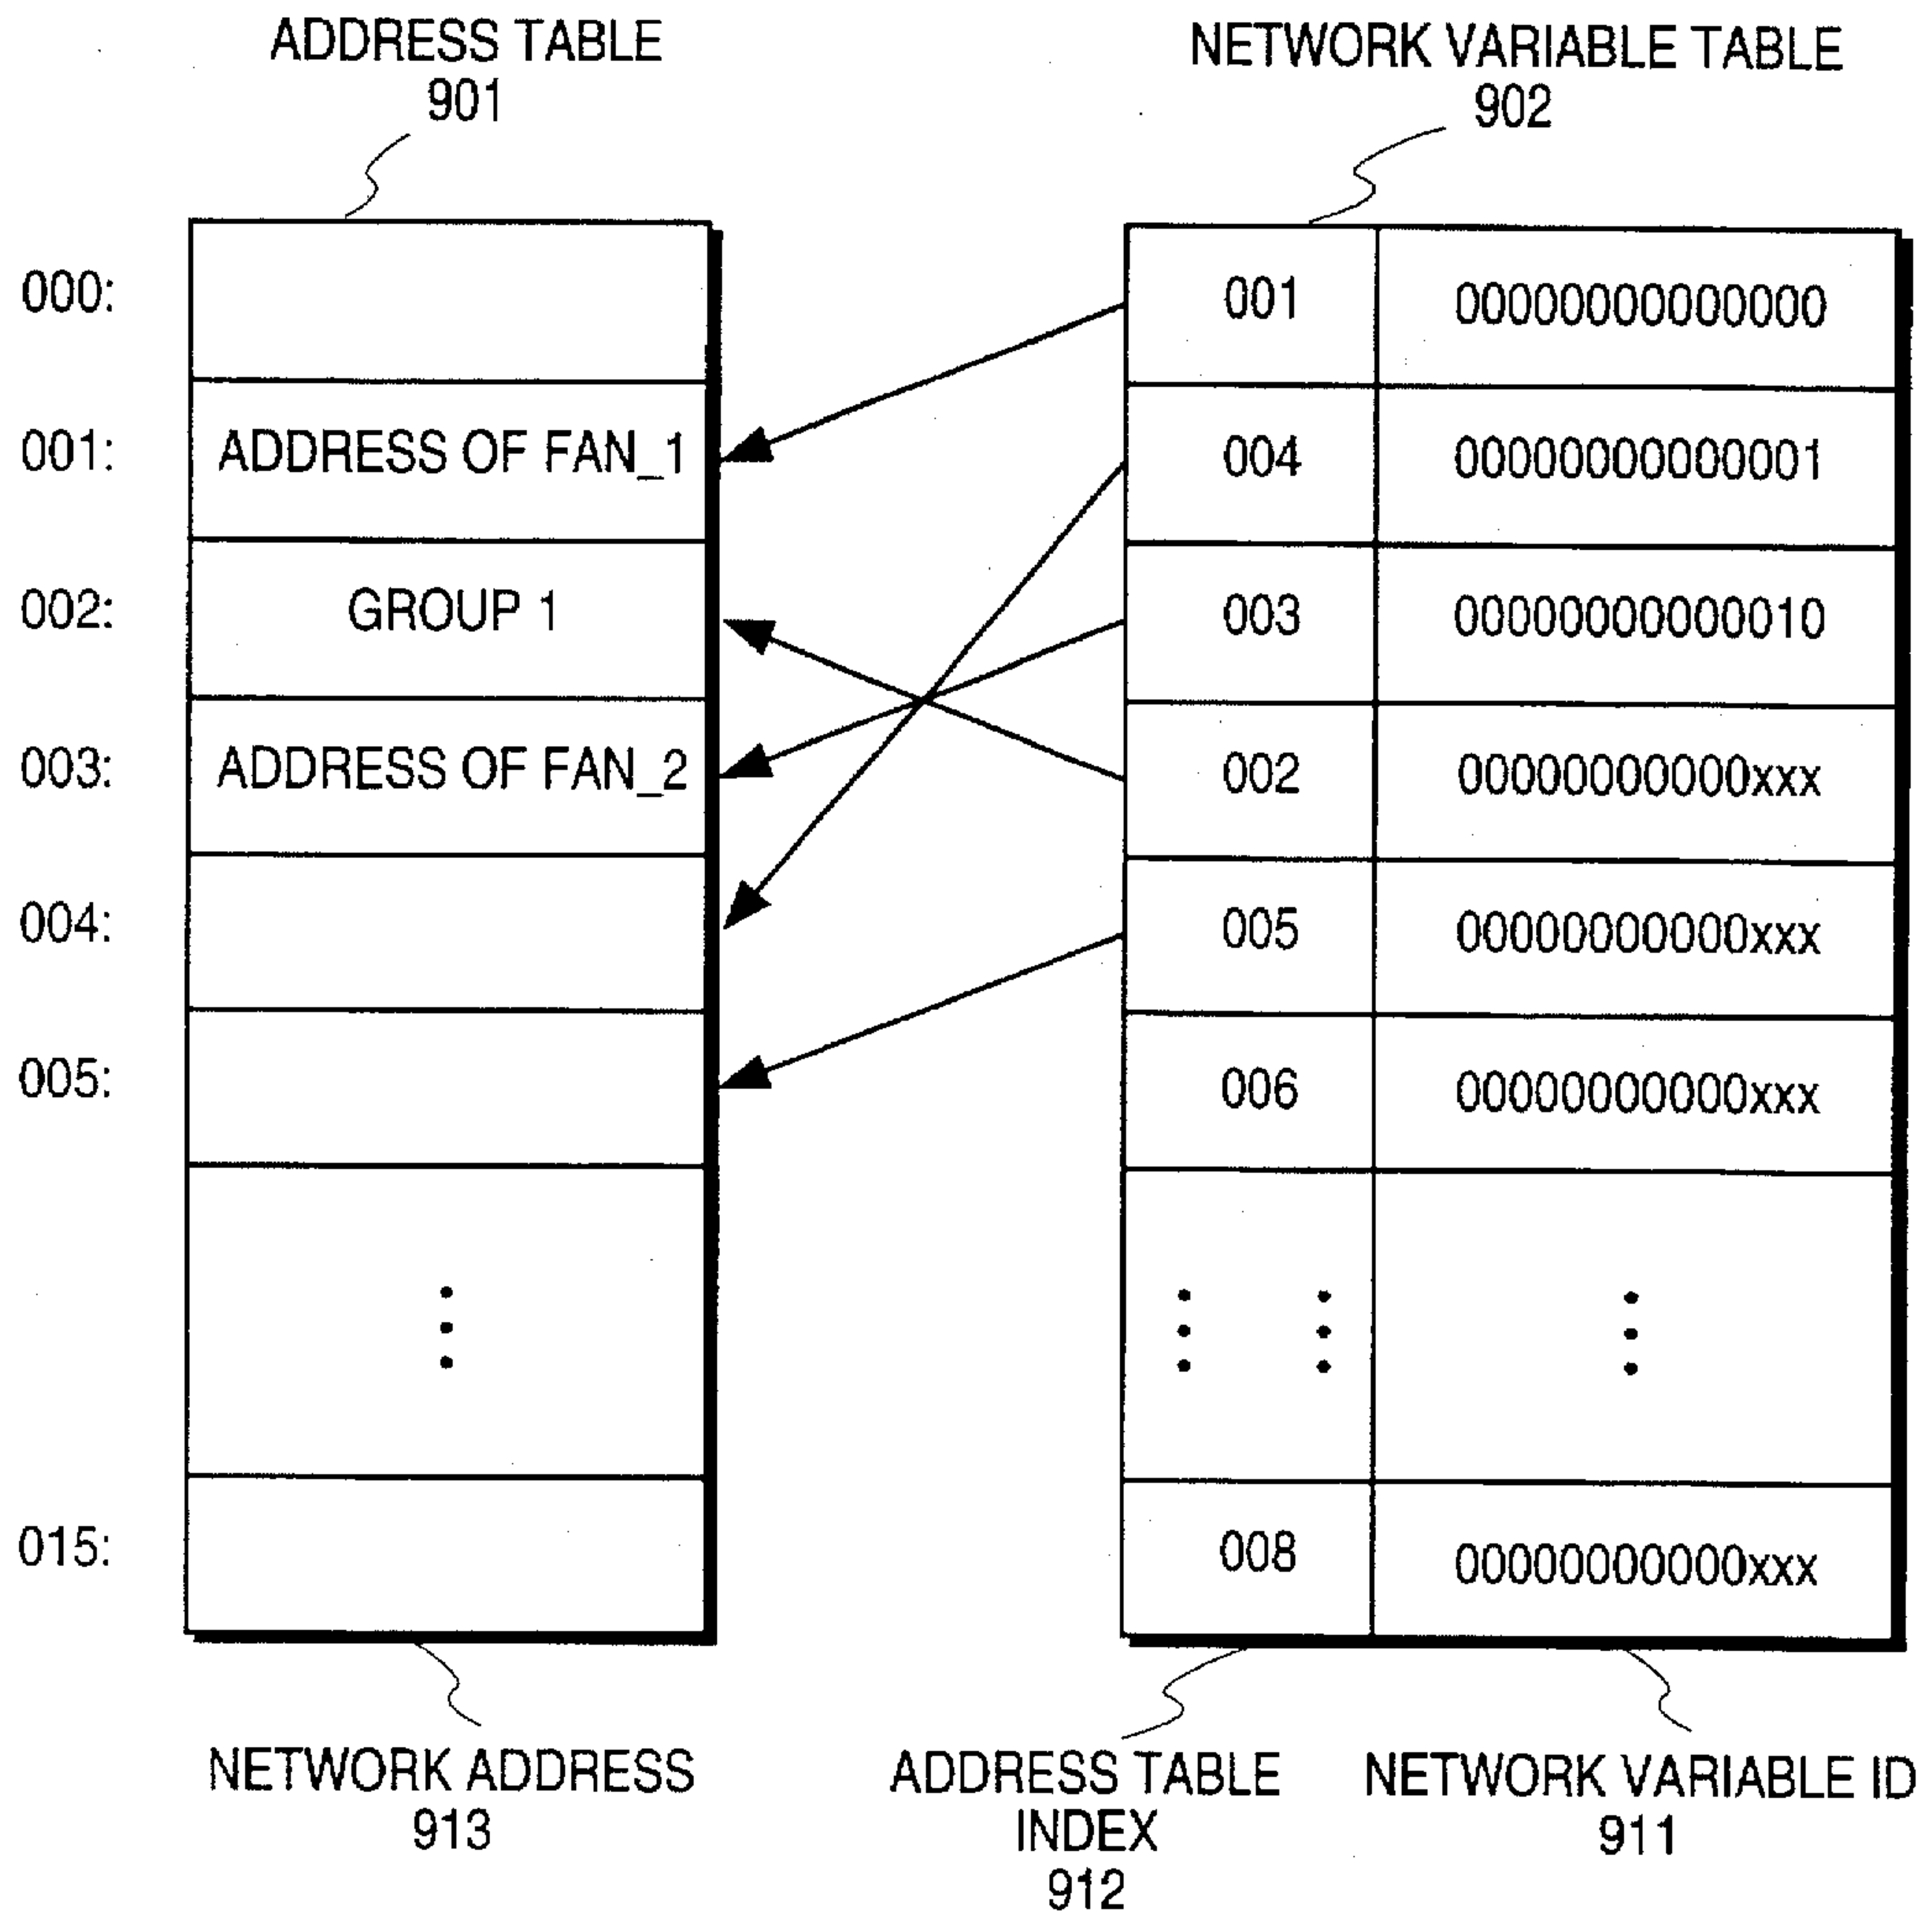 ADDRESS TABLE
901
NETWORK VARIABLE TABLE
902
000:
001:
ADDRESS OF FAN_1
002:
GROUP 1
003:
ADDRESS OF FAN_2
004:
005:
015:
001 00000000000000
004 00000000000001
003 00000000000010
002 00000000000xxx
005 00000000000xxx
006 00000000000xxx
008 00000000000xxx
NETWORK ADDRESS
913
ADDRESS TABLE
INDEX
912
NETWORK VARIABLE ID
911